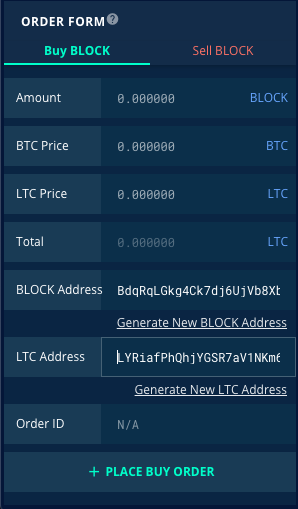 ORDER FORM ?
Buy BLOCK Sell BLOCK
Amount 0.000000 BLOCK
BTC Price 0.000000 BTC
LTC Price 0.000000 LTC
Total 0.000000 LTC
BLOCK Address BdqRqLGkg4Ck7dj6UjVb8Xt
Generate New BLOCK Address
LTC Address LYRiafPhQhjYGSR7aV1NKm6
Generate New LTC Address
Order ID N/A
+ PLACE BUY ORDER